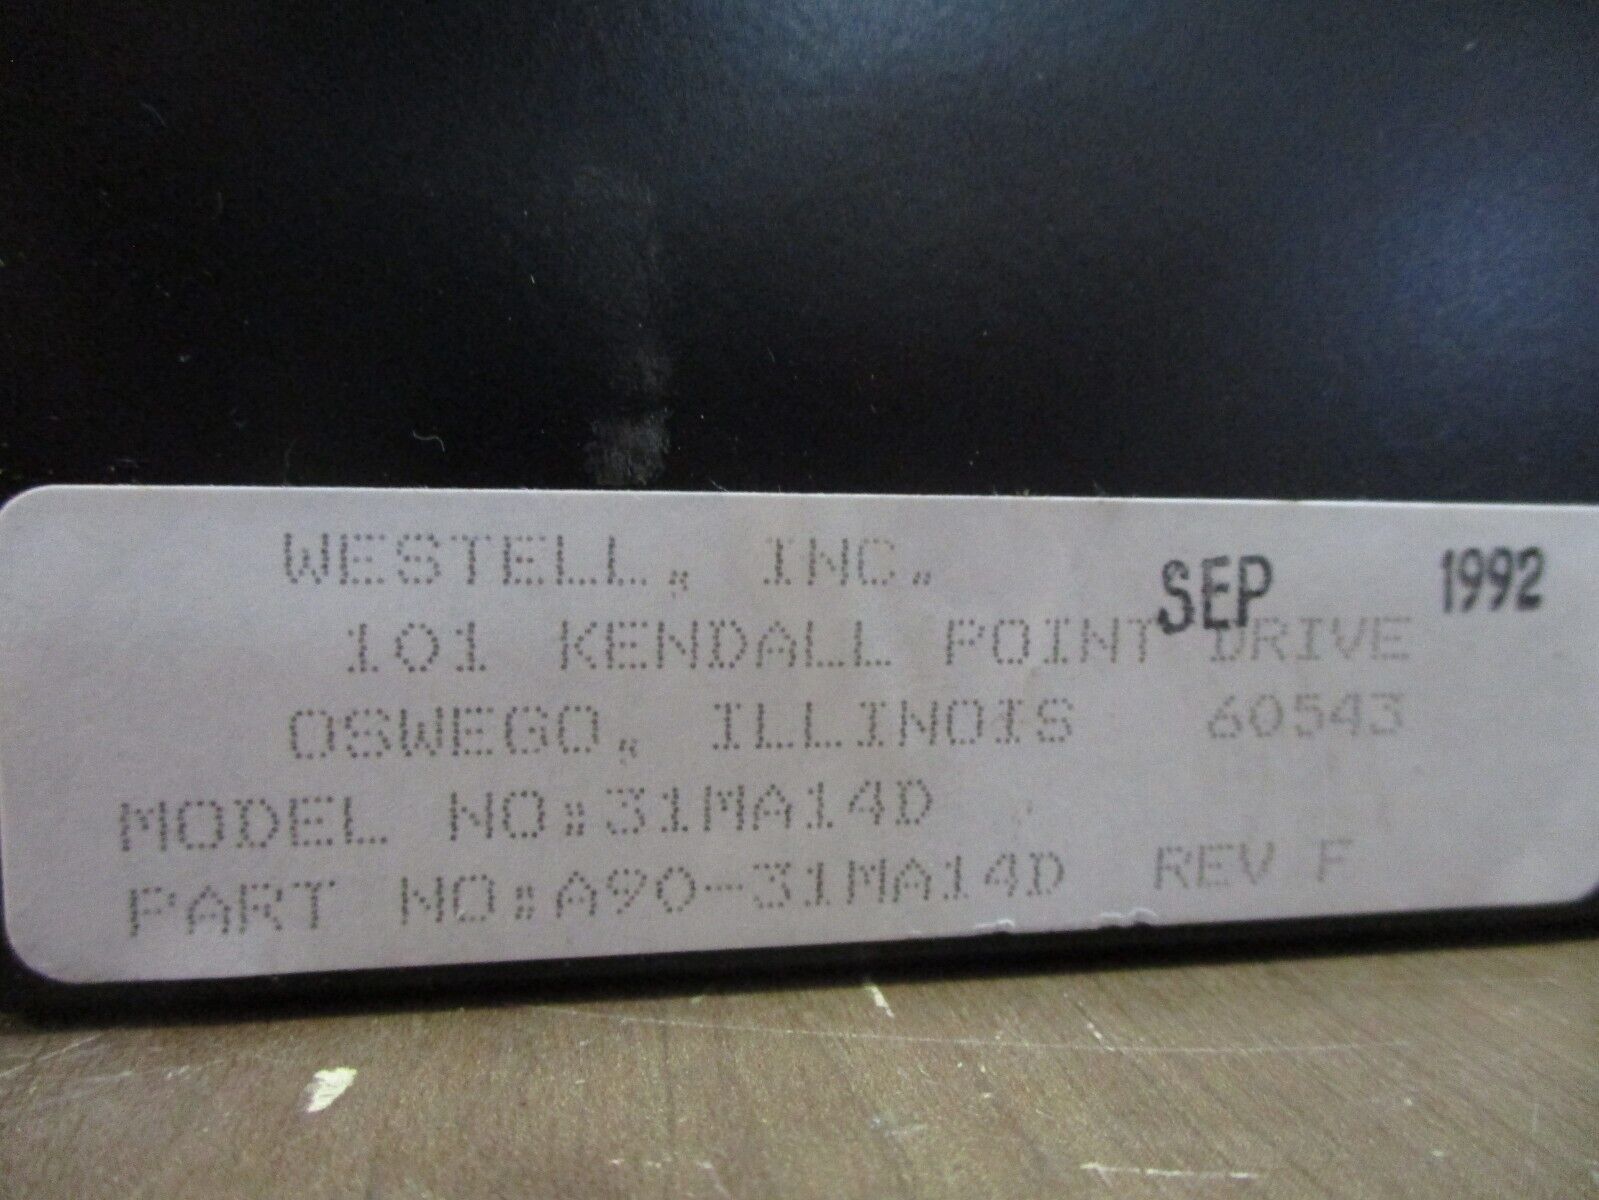 WESTELL, INC.
SEP 1992
101 KENDALL POINT DRIVE
OSWEGO, ILLINOIS 60543
MODEL NO:31MA14D
PART NO:A90-31MA14D REV F